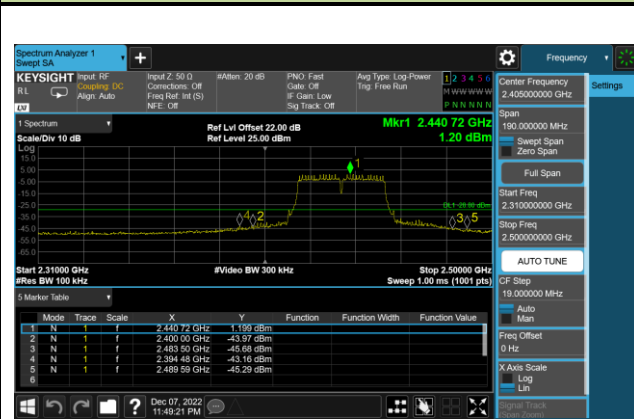 Spectrum Analyzer 1
Swept SA
Frequency
KEYSIGHT
RL
Input: RF
Coupling: DC
Align: Auto
Input Z: 50 Ω
Corrections: Off
Freq Ref: Int (S)
NFE: Off
#Atten: 20 dB
PNO: Fast
Gate: Off
IF Gain: Low
Sig Track: Off
Avg Type: Log-Power
Trig: Free Run
1 2 3 4 5 6
M W W W W W
P N N N N N
LXI
1 Spectrum
Scale/Div 10 dB
Ref Lvl Offset 22.00 dB
Ref Level 25.00 dBm
Mkr1 2.440 72 GHz
1.20 dBm
Log
15.0
5.00
-5.00
-15.0
-25.0
-35.0
-45.0
-55.0
-65.0
1
4 2
3 5
Start 2.31000 GHz
#Res BW 100 kHz
#Video BW 300 kHz
Stop 2.50000 GHz
Sweep 1.00 ms (1001 pts)
5 Marker Table
Mode Trace Scale X Y Function Function Width Function Value
1 N 1 f 2.440 72 GHz 1.199 dBm
2 N 1 f 2.400 00 GHz -43.97 dBm
3 N 1 f 2.483 50 GHz -45.68 dBm
4 N 1 f 2.394 48 GHz -43.16 dBm
5 N 1 f 2.489 59 GHz -45.29 dBm
6
Dec 07, 2022
11:49:21 PM
Center Frequency
2.405000000 GHz
Settings
Span
190.000000 MHz
Swept Span
Zero Span
Full Span
Start Freq
2.310000000 GHz
Stop Freq
2.500000000 GHz
AUTO TUNE
CF Step
19.000000 MHz
Auto
Man
Freq Offset
0 Hz
X Axis Scale
Log
Lin
Signal Track
(Span Zoom)